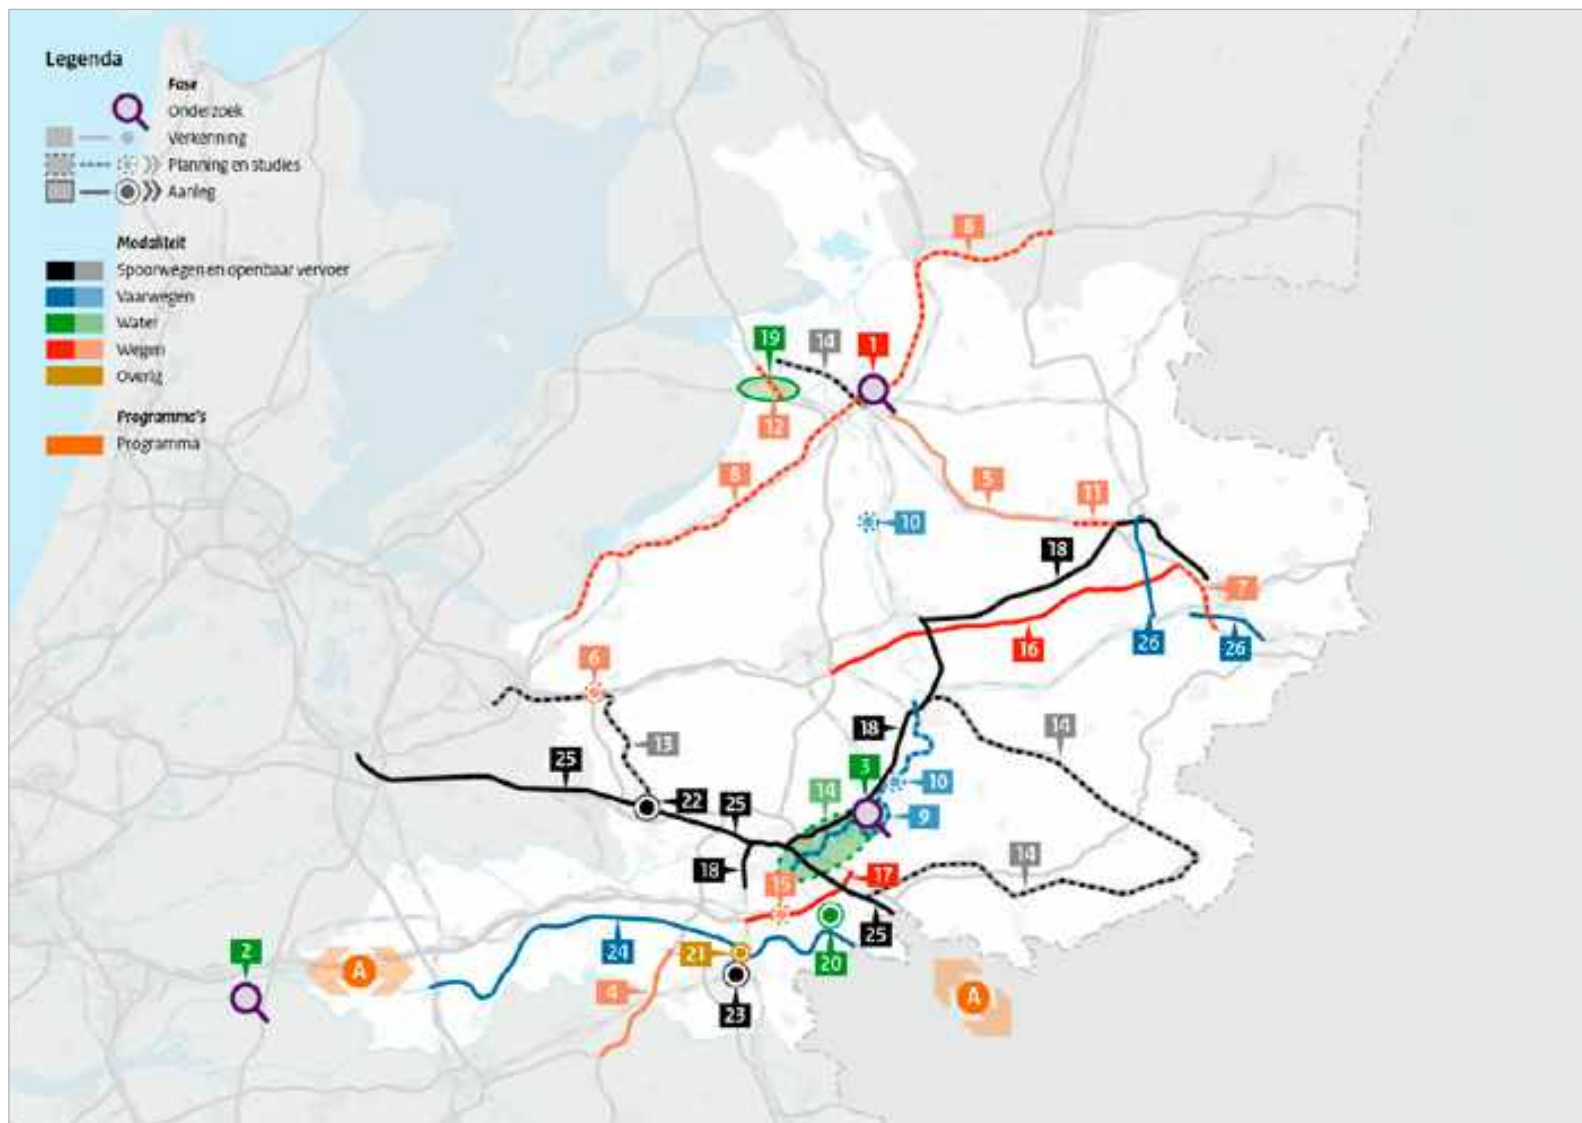 Legenda
Fase
Onderzoek
Verkenning
Planning en studies
Aanleg
Modaliteit
Spoorwegen en openbaar vervoer
Vaarwegen
Water
Wegen
Overig
Programma's
Programma
8
19
14
1
12
8
5
11
10
18
7
16
26
26
6
13
18
14
3
25
22
25
14
10
9
18
14
17
15
2
A
24
21
20
25
4
23
A